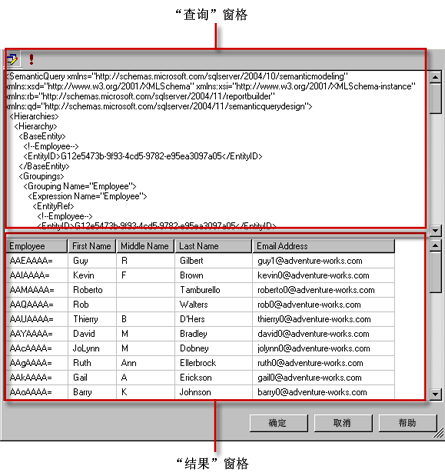 “查询”窗格
<SemanticQuery xmlns="http://schemas.microsoft.com/sqlserver/2004/10/semanticmodeling"
xmlns:xsd="http://www.w3.org/2001/XMLSchema" xmlns:xsi="http://www.w3.org/2001/XMLSchema-instance"
xmlns:rb="http://schemas.microsoft.com/sqlserver/2004/11/reportbuilder"
xmlns:qd="http://schemas.microsoft.com/sqlserver/2004/11/semanticquerydesign">
<Hierarchies>
<Hierarchy>
<BaseEntity>
<!--Employee-->
<EntityID>G12e5473b-9f93-4cd5-9782-e95ea3097a05</EntityID>
</BaseEntity>
<Groupings>
<Grouping Name="Employee">
<Expression Name="Employee">
<EntityRef>
<!--Employee-->
<EntityID>G12e5473b-9f93-4cd5-9782-e95ea3097a05</EntityID>
Employee First Name Middle Name Last Name Email Address
AAEAAAA= Guy R Gilbert guy1@adventure-works.com
AAIAAAA= Kevin F Brown kevin0@adventure-works.com
AAMAAAA= Roberto Tamburello roberto0@adventure-works.com
AAQAAAA= Rob Walters rob0@adventure-works.com
AAUAAAA= Thierry B D'Hers thierry0@adventure-works.com
AAYAAAA= David M Bradley david0@adventure-works.com
AAcAAAA= JoLynn M Dobney jolynn0@adventure-works.com
AAgAAAA= Ruth Ann Ellerbrock ruth0@adventure-works.com
AAkAAAA= Gail A Erickson gail0@adventure-works.com
AAoAAAA= Barry K Johnson barry0@adventure-works.com
确定 取消 帮助
“结果”窗格